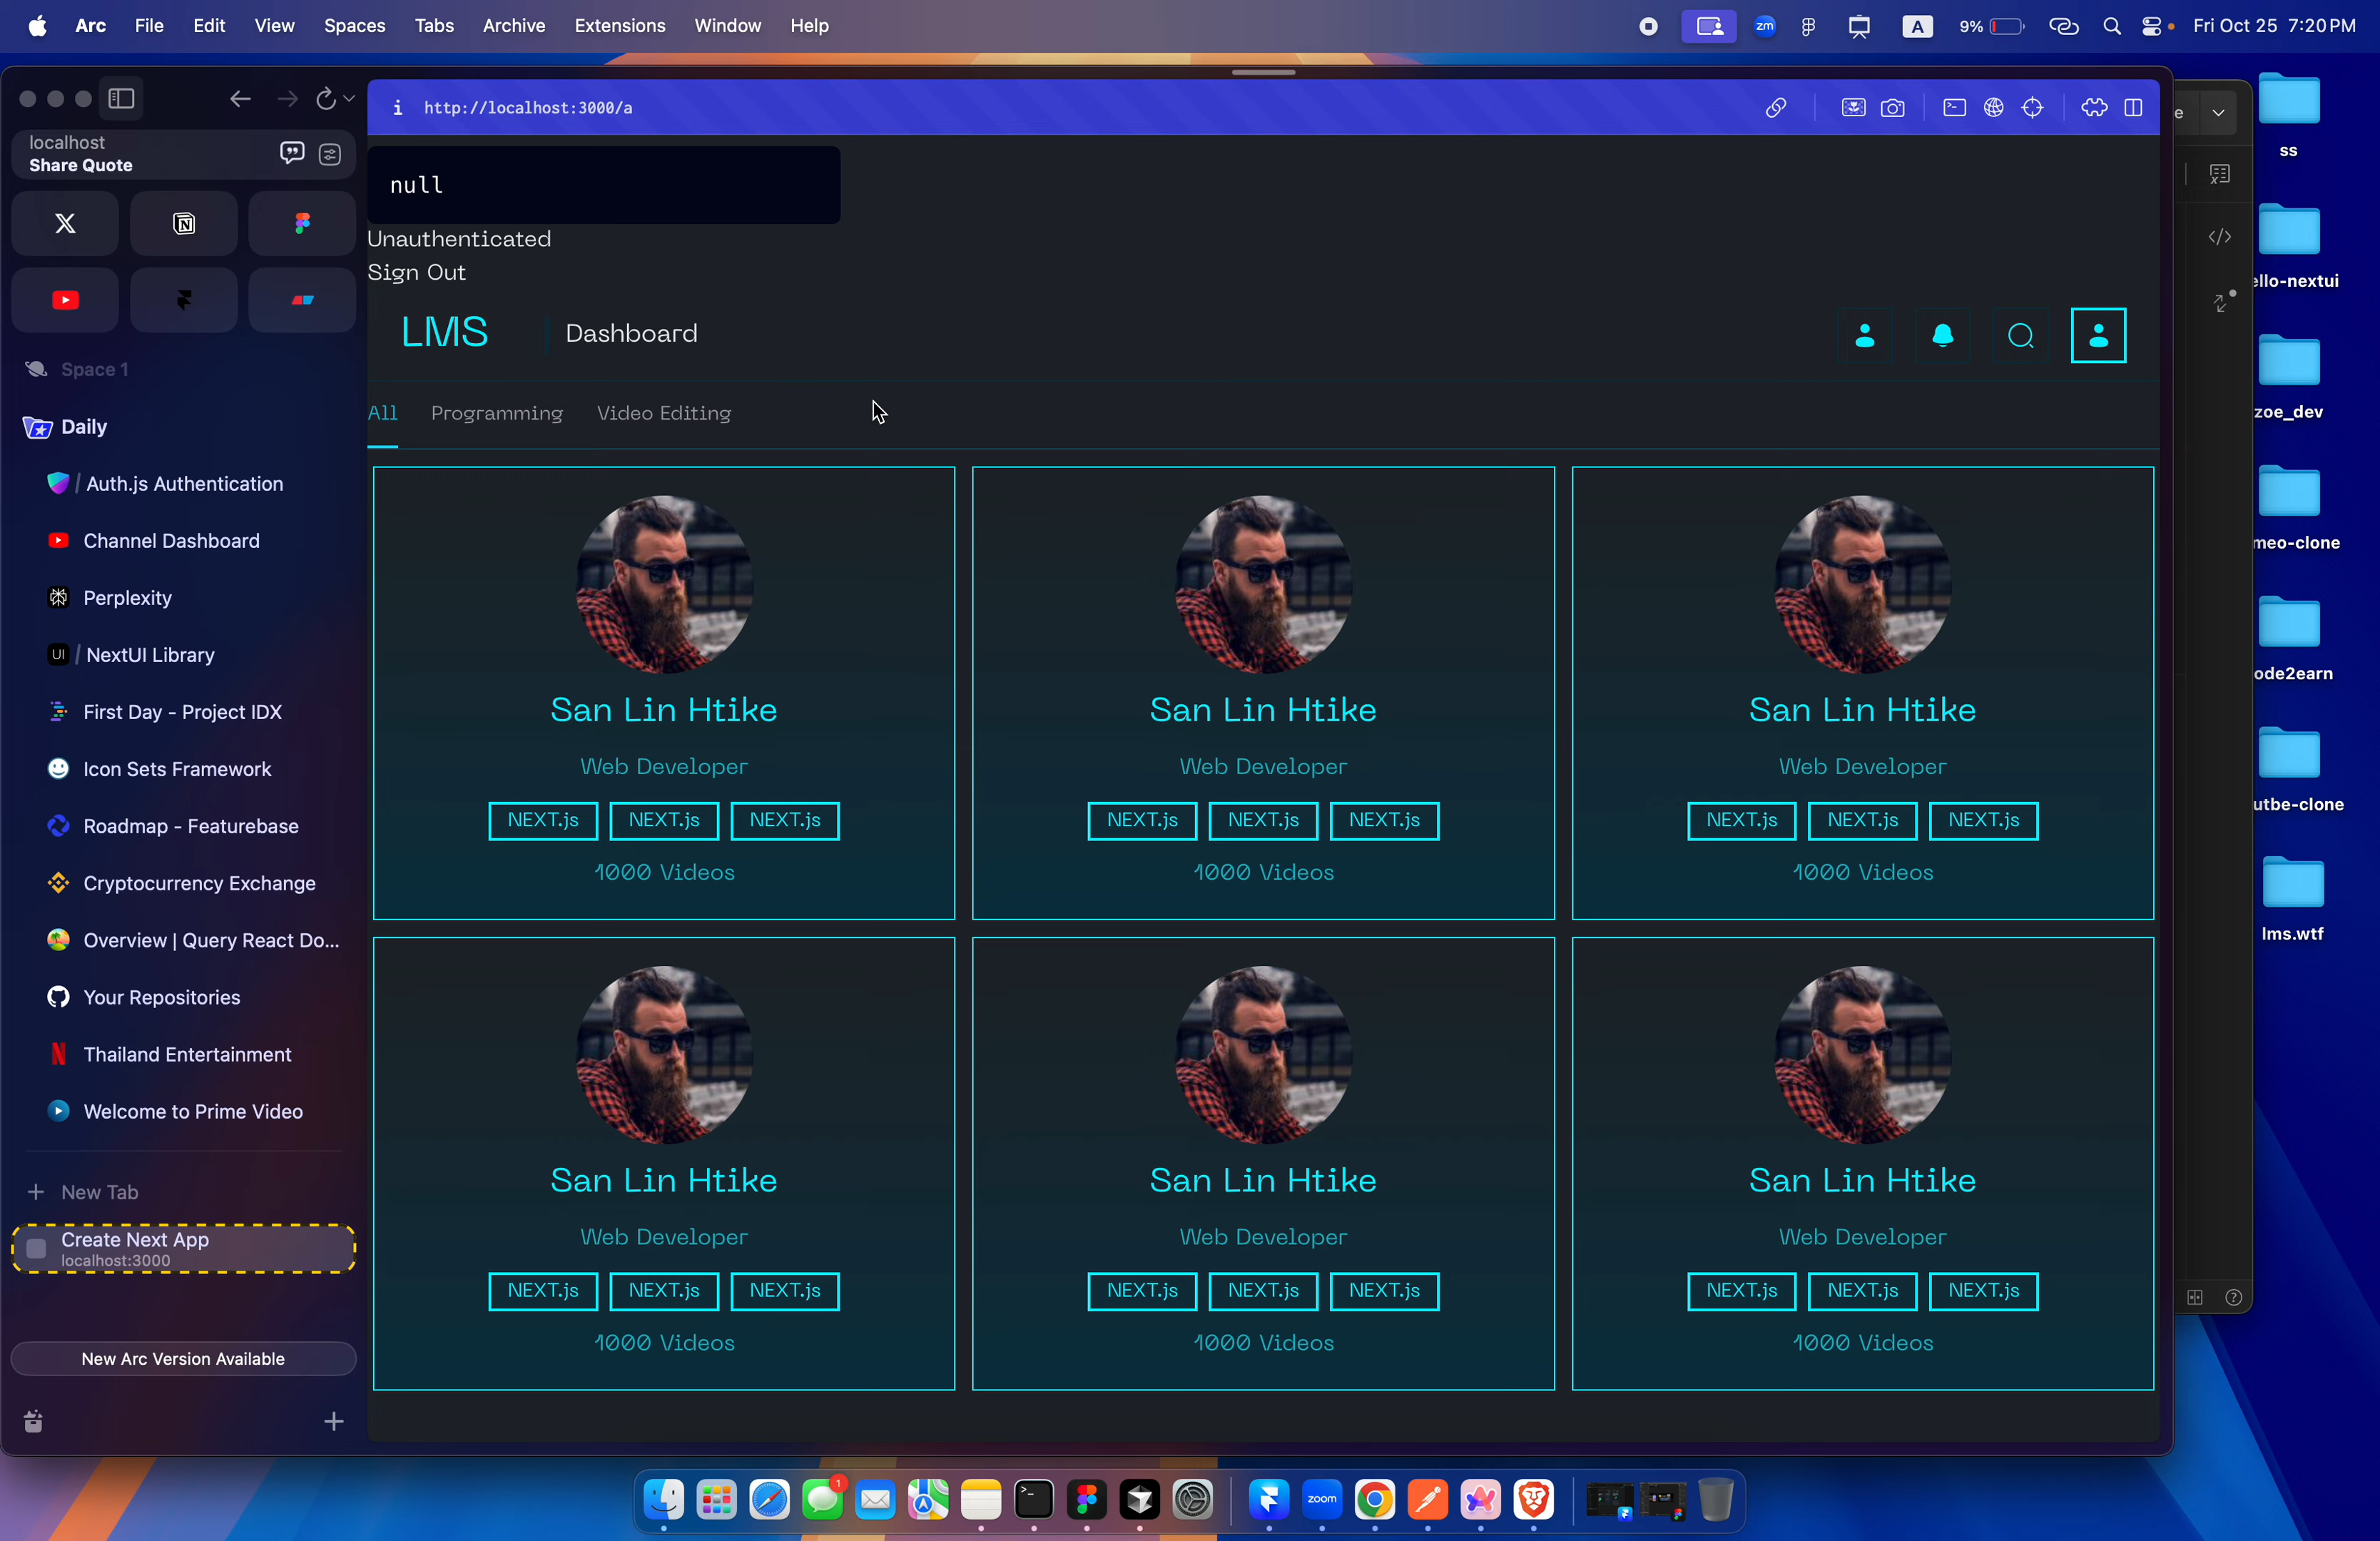 Arc File Edit View Spaces Tabs Archive Extensions Window Help
zm A 9% Fri Oct 25 7:20 PM
http://localhost:3000/a
localhost
Share Quote
Space 1
Daily
/ Auth.js Authentication
Channel Dashboard
Perplexity
UI / NextUI Library
First Day - Project IDX
Icon Sets Framework
Roadmap - Featurebase
Cryptocurrency Exchange
Overview | Query React Do...
Your Repositories
Thailand Entertainment
Welcome to Prime Video
New Tab
Create Next App
localhost:3000
New Arc Version Available
null
Unauthenticated
Sign Out
LMS Dashboard
All Programming Video Editing
San Lin Htike San Lin Htike San Lin Htike
Web Developer Web Developer Web Developer
NEXT.js NEXT.js NEXT.js NEXT.js NEXT.js NEXT.js NEXT.js NEXT.js NEXT.js
1000 Videos 1000 Videos 1000 Videos
San Lin Htike San Lin Htike San Lin Htike
Web Developer Web Developer Web Developer
NEXT.js NEXT.js NEXT.js NEXT.js NEXT.js NEXT.js NEXT.js NEXT.js NEXT.js
1000 Videos 1000 Videos 1000 Videos
e
ss
ello-nextui
zoe_dev
meo-clone
ode2earn
utbe-clone
lms.wtf
1
zoom